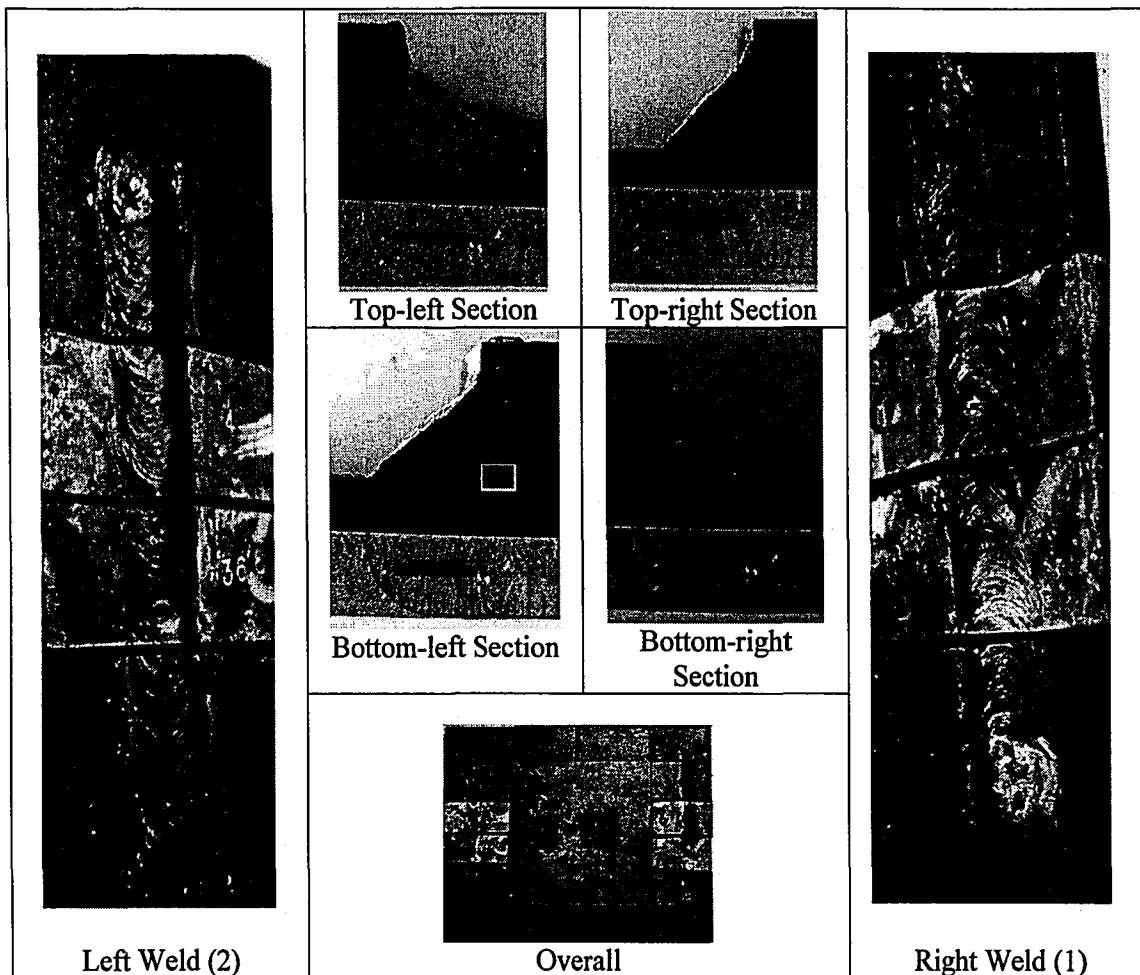 Top-left Section
Top-right Section
Bottom-left Section
Bottom-right
Section
Left Weld (2)
Overall
Right Weld (1)